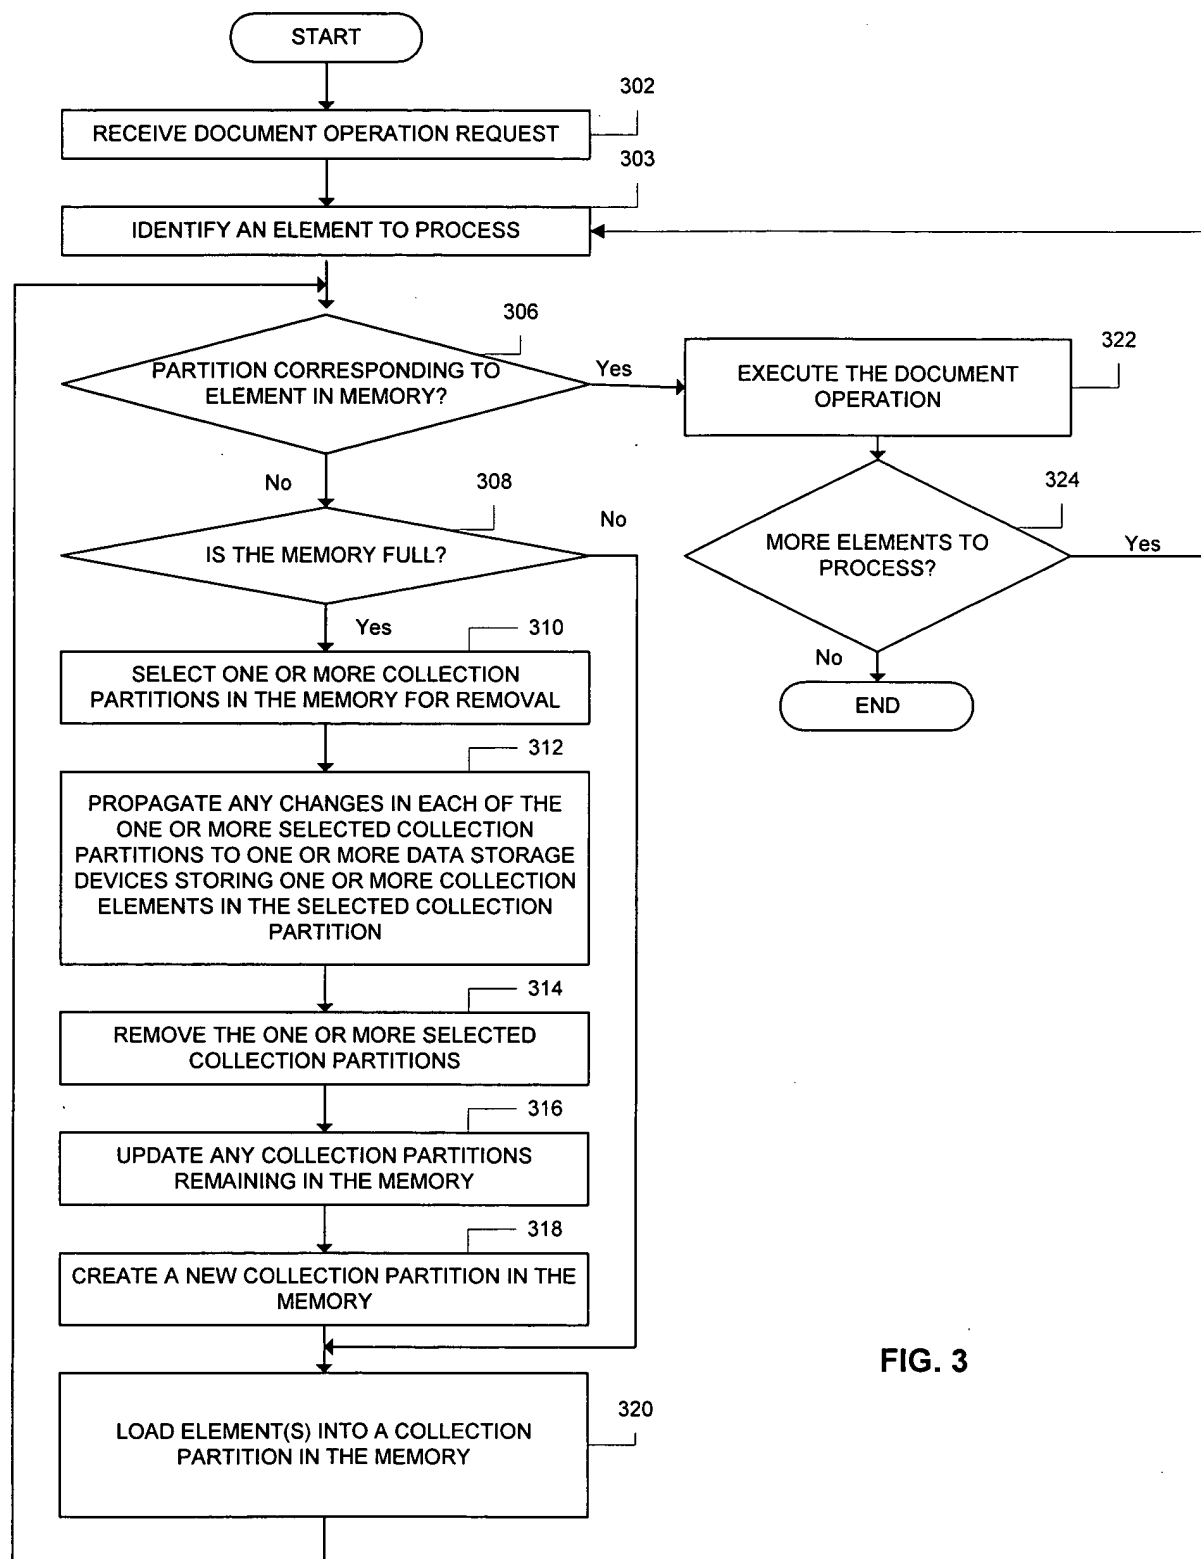 START
302
RECEIVE DOCUMENT OPERATION REQUEST
303
IDENTIFY AN ELEMENT TO PROCESS
306
PARTITION CORRESPONDING TO
ELEMENT IN MEMORY?
Yes
322
EXECUTE THE DOCUMENT
OPERATION
No
308
IS THE MEMORY FULL?
No
324
MORE ELEMENTS TO
PROCESS?
Yes
No
END
Yes
310
SELECT ONE OR MORE COLLECTION
PARTITIONS IN THE MEMORY FOR REMOVAL
312
PROPAGATE ANY CHANGES IN EACH OF THE
ONE OR MORE SELECTED COLLECTION
PARTITIONS TO ONE OR MORE DATA STORAGE
DEVICES STORING ONE OR MORE COLLECTION
ELEMENTS IN THE SELECTED COLLECTION
PARTITION
314
REMOVE THE ONE OR MORE SELECTED
COLLECTION PARTITIONS
316
UPDATE ANY COLLECTION PARTITIONS
REMAINING IN THE MEMORY
318
CREATE A NEW COLLECTION PARTITION IN THE
MEMORY
320
LOAD ELEMENT(S) INTO A COLLECTION
PARTITION IN THE MEMORY
FIG. 3